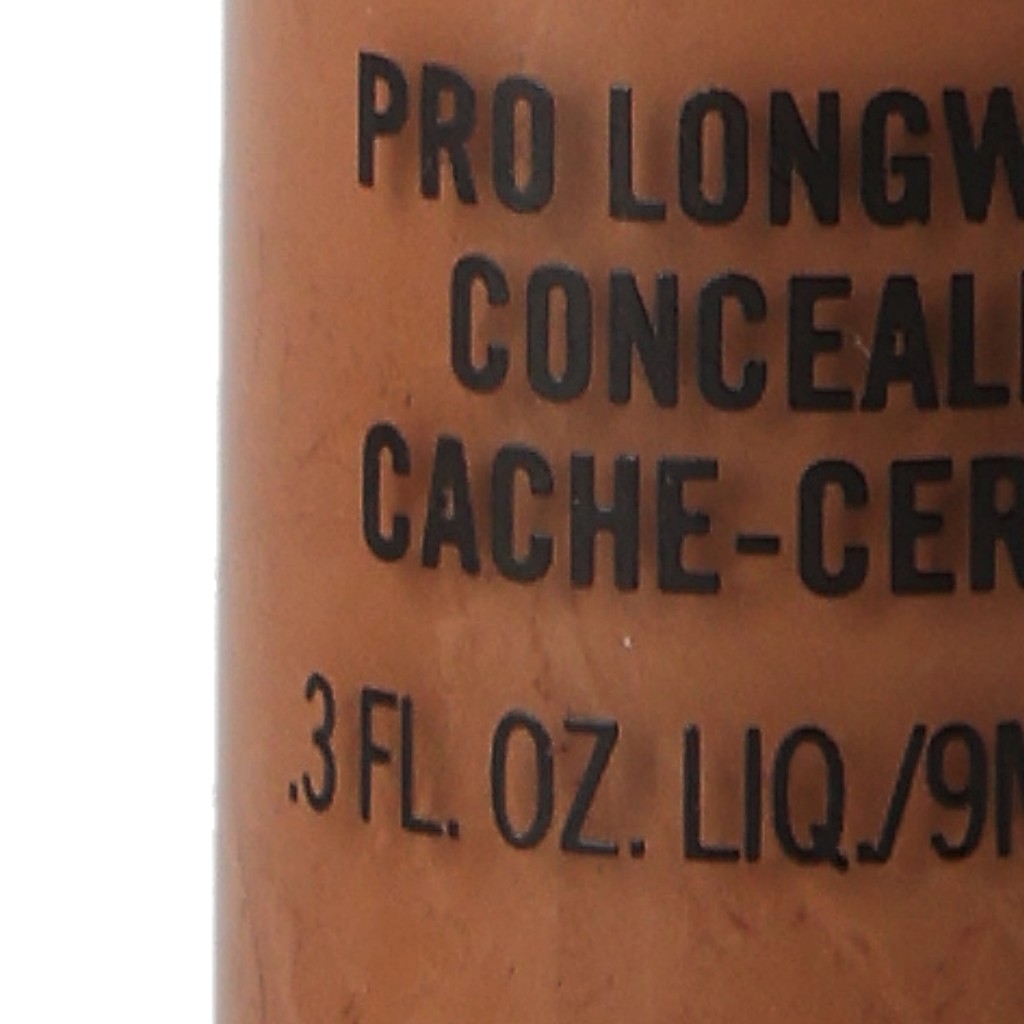 PRO LONGW
CONCEAL
CACHE-CER
.3 FL. OZ. LIQ./9M